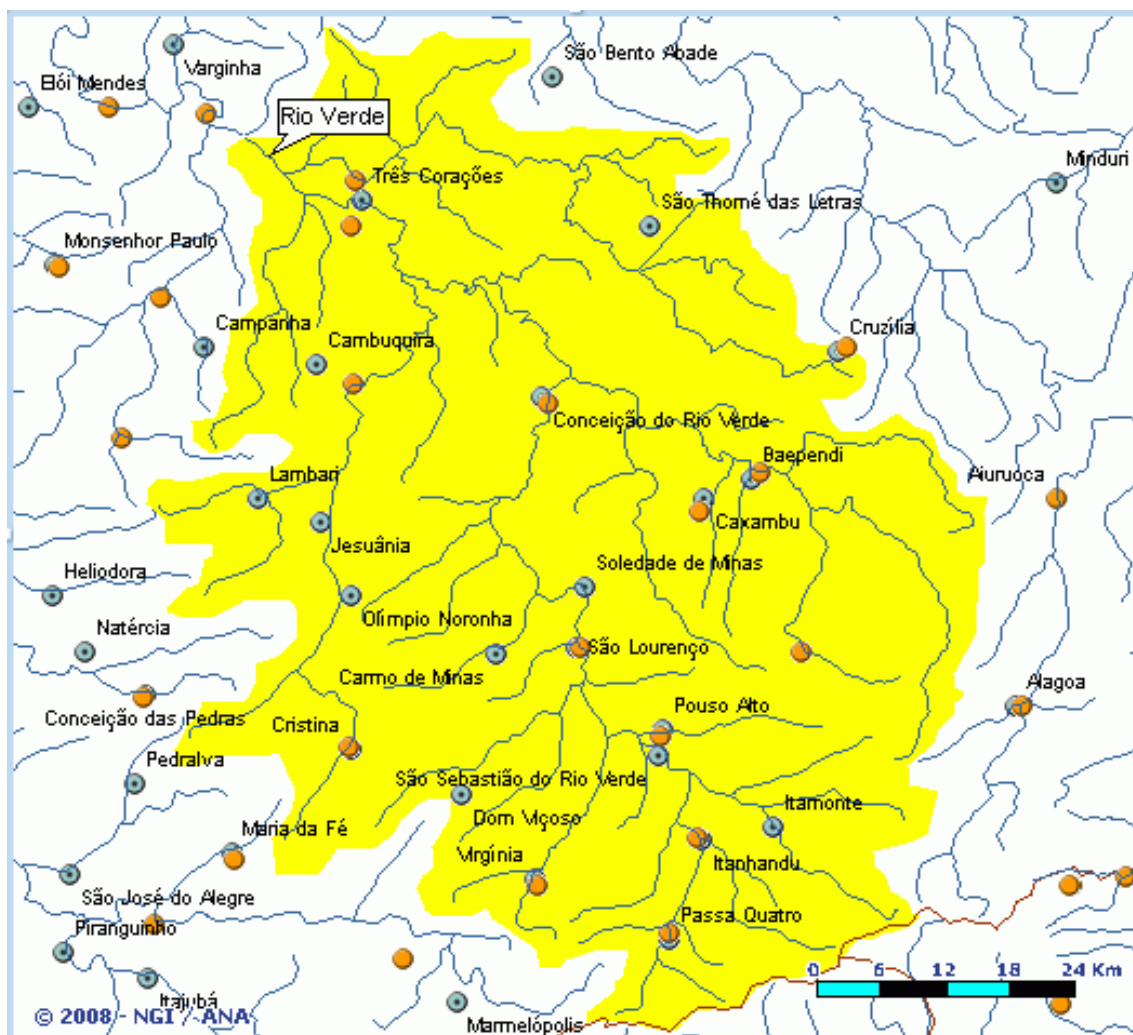 São Bento Abade
Varginha
Elói Mendes
Rio Verde
Minduri
Três Corações
São Thomé das Letras
Monsenhor Paulo
Campanha
Cruzília
Cambuquira
Conceição do Rio Verde
Baependi
Lambari
Aiuruoca
Caxambu
Jesuânia
Soledade de Minas
Heliodora
Olímpio Noronha
Natércia
São Lourenço
Carmo de Minas
Alagoa
Pouso Alto
Conceição das Pedras
Cristina
Pedralva
São Sebastião do Rio Verde
Itamonte
Dom Viçoso
Maria da Fé
Virgínia
Itanhandu
São José do Alegre
Passa Quatro
Piranguinho
0 6 12 18 24 Km
Itajubá
© 2008 - NGI / ANA
Marmelópolis